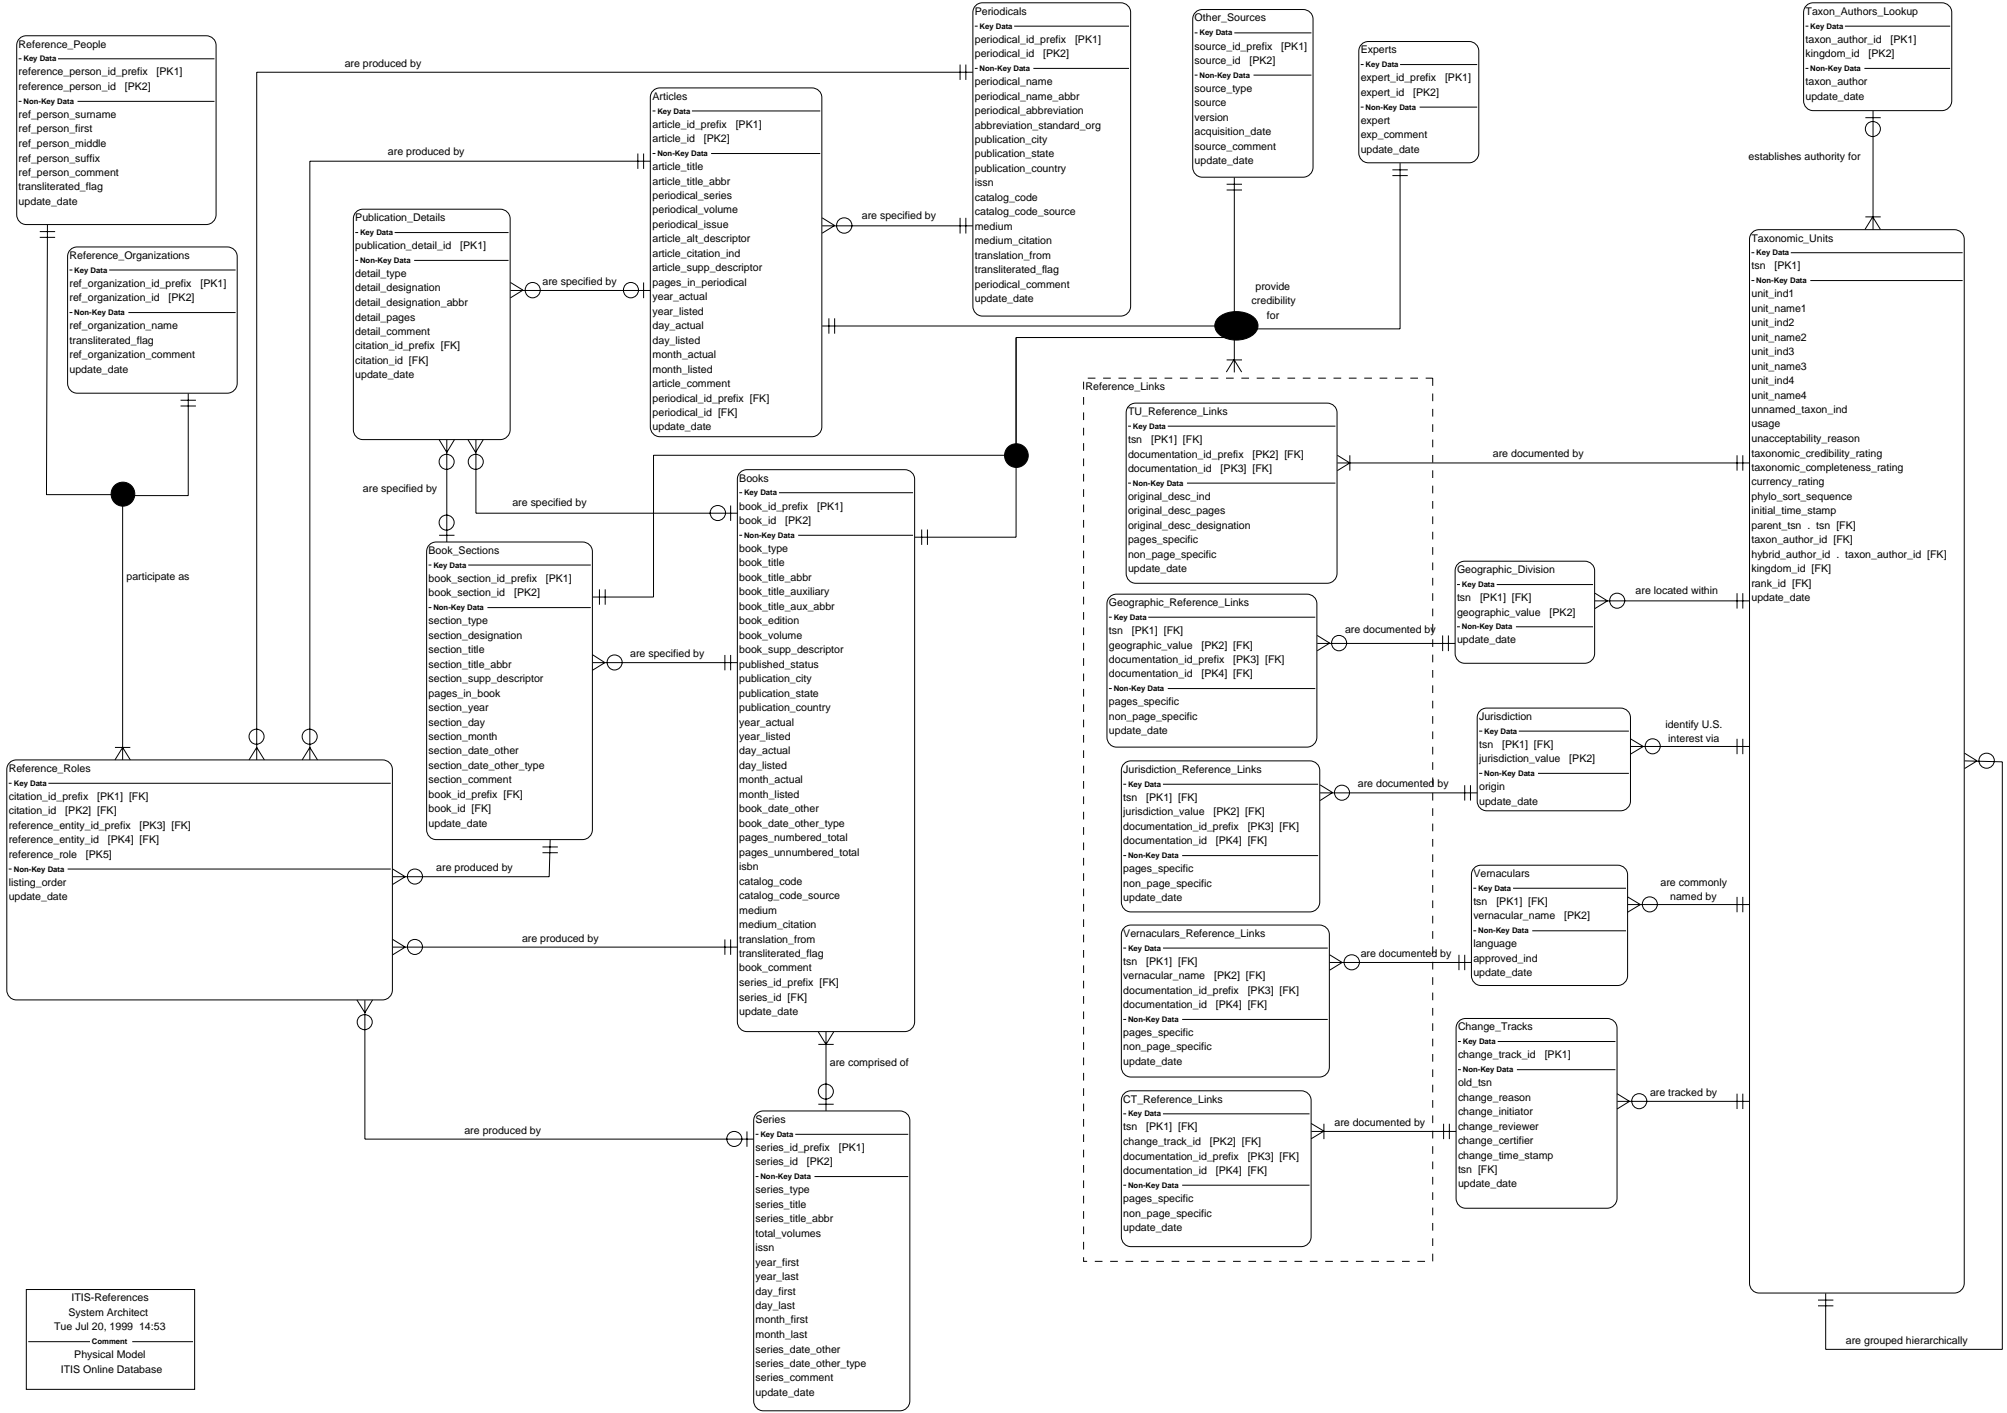 Reference_People
- Key Data
reference_person_id_prefix [PK1]
reference_person_id [PK2]
- Non-Key Data
ref_person_surname
ref_person_first
ref_person_middle
ref_person_suffix
ref_person_comment
transliterated_flag
update_date
Reference_Organizations
- Key Data
ref_organization_id_prefix [PK1]
ref_organization_id [PK2]
- Non-Key Data
ref_organization_name
transliterated_flag
ref_organization_comment
update_date
participate as
Reference_Roles
- Key Data
citation_id_prefix [PK1] [FK]
citation_id [PK2] [FK]
reference_entity_id_prefix [PK3] [FK]
reference_entity_id [PK4] [FK]
reference_role [PK5]
- Non-Key Data
listing_order
update_date
are produced by
are produced by
Publication_Details
- Key Data
publication_detail_id [PK1]
- Non-Key Data
detail_type
detail_designation
detail_designation_abbr
detail_pages
detail_comment
citation_id_prefix [FK]
citation_id [FK]
update_date
are specified by
are specified by
are specified by
Book_Sections
- Key Data
book_section_id_prefix [PK1]
book_section_id [PK2]
- Non-Key Data
section_type
section_designation
section_title
section_title_abbr
section_supp_descriptor
pages_in_book
section_year
section_day
section_month
section_date_other
section_date_other_type
section_comment
book_id_prefix [FK]
book_id [FK]
update_date
are specified by
are produced by
are produced by
are produced by
Articles
- Key Data
article_id_prefix [PK1]
article_id [PK2]
- Non-Key Data
article_title
article_title_abbr
periodical_series
periodical_volume
periodical_issue
article_alt_descriptor
article_citation_ind
article_supp_descriptor
pages_in_periodical
year_actual
year_listed
day_actual
day_listed
month_actual
month_listed
article_comment
periodical_id_prefix [FK]
periodical_id [FK]
update_date
are specified by
Books
- Key Data
book_id_prefix [PK1]
book_id [PK2]
- Non-Key Data
book_type
book_title
book_title_abbr
book_title_auxiliary
book_title_aux_abbr
book_edition
book_volume
book_supp_descriptor
published_status
publication_city
publication_state
publication_country
year_actual
year_listed
day_actual
day_listed
month_actual
month_listed
book_date_other
book_date_other_type
pages_numbered_total
pages_unnumbered_total
isbn
catalog_code
catalog_code_source
medium
medium_citation
translation_from
transliterated_flag
book_comment
series_id_prefix [FK]
series_id [FK]
update_date
are comprised of
Series
- Key Data
series_id_prefix [PK1]
series_id [PK2]
- Non-Key Data
series_type
series_title
series_title_abbr
total_volumes
issn
year_first
year_last
day_first
day_last
month_first
month_last
series_date_other
series_date_other_type
series_comment
update_date
Periodicals
- Key Data
periodical_id_prefix [PK1]
periodical_id [PK2]
- Non-Key Data
periodical_name
periodical_name_abbr
periodical_abbreviation
abbreviation_standard_org
publication_city
publication_state
publication_country
issn
catalog_code
catalog_code_source
medium
medium_citation
translation_from
transliterated_flag
periodical_comment
update_date
Other_Sources
- Key Data
source_id_prefix [PK1]
source_id [PK2]
- Non-Key Data
source_type
source
version
acquisition_date
source_comment
update_date
Experts
- Key Data
expert_id_prefix [PK1]
expert_id [PK2]
- Non-Key Data
expert
exp_comment
update_date
provide
credibility
for
Reference_Links
TU_Reference_Links
- Key Data
tsn [PK1] [FK]
documentation_id_prefix [PK2] [FK]
documentation_id [PK3] [FK]
- Non-Key Data
original_desc_ind
original_desc_pages
original_desc_designation
pages_specific
non_page_specific
update_date
Geographic_Reference_Links
- Key Data
tsn [PK1] [FK]
geographic_value [PK2] [FK]
documentation_id_prefix [PK3] [FK]
documentation_id [PK4] [FK]
- Non-Key Data
pages_specific
non_page_specific
update_date
Jurisdiction_Reference_Links
- Key Data
tsn [PK1] [FK]
jurisdiction_value [PK2] [FK]
documentation_id_prefix [PK3] [FK]
documentation_id [PK4] [FK]
- Non-Key Data
pages_specific
non_page_specific
update_date
Vernaculars_Reference_Links
- Key Data
tsn [PK1] [FK]
vernacular_name [PK2] [FK]
documentation_id_prefix [PK3] [FK]
documentation_id [PK4] [FK]
- Non-Key Data
pages_specific
non_page_specific
update_date
CT_Reference_Links
- Key Data
tsn [PK1] [FK]
change_track_id [PK2] [FK]
documentation_id_prefix [PK3] [FK]
documentation_id [PK4] [FK]
- Non-Key Data
pages_specific
non_page_specific
update_date
are documented by
are documented by
are documented by
are documented by
are documented by
Geographic_Division
- Key Data
tsn [PK1] [FK]
geographic_value [PK2]
- Non-Key Data
update_date
Jurisdiction
- Key Data
tsn [PK1] [FK]
jurisdiction_value [PK2]
- Non-Key Data
origin
update_date
Vernaculars
- Key Data
tsn [PK1] [FK]
vernacular_name [PK2]
- Non-Key Data
language
approved_ind
update_date
Change_Tracks
- Key Data
change_track_id [PK1]
- Non-Key Data
old_tsn
change_reason
change_initiator
change_reviewer
change_certifier
change_time_stamp
tsn [FK]
update_date
are located within
identify U.S.
interest via
are commonly
named by
are tracked by
Taxon_Authors_Lookup
- Key Data
taxon_author_id [PK1]
kingdom_id [PK2]
- Non-Key Data
taxon_author
update_date
establishes authority for
Taxonomic_Units
- Key Data
tsn [PK1]
- Non-Key Data
unit_ind1
unit_name1
unit_ind2
unit_name2
unit_ind3
unit_name3
unit_ind4
unit_name4
unnamed_taxon_ind
usage
unacceptability_reason
taxonomic_credibility_rating
taxonomic_completeness_rating
currency_rating
phylo_sort_sequence
initial_time_stamp
parent_tsn . tsn [FK]
taxon_author_id [FK]
hybrid_author_id . taxon_author_id [FK]
kingdom_id [FK]
rank_id [FK]
update_date
are grouped hierarchically
ITIS-References
System Architect
Tue Jul 20, 1999 14:53
Comment
Physical Model
ITIS Online Database